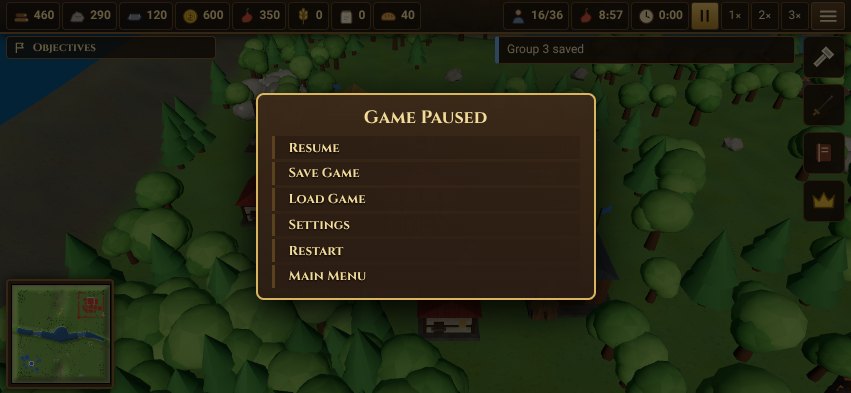 460 290 120 600 350 0 0 40 16/36 8:57 0:00 1× 2× 3×
OBJECTIVES
Group 3 saved
GAME PAUSED
RESUME
SAVE GAME
LOAD GAME
SETTINGS
RESTART
MAIN MENU